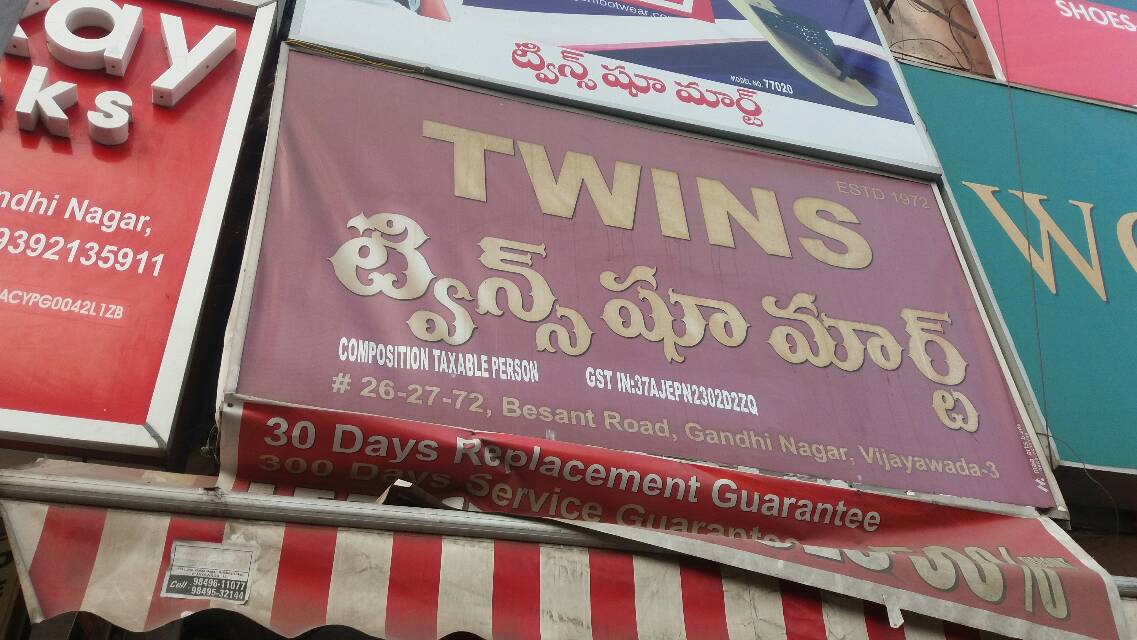 ay
ks
ndhi Nagar,
9392135911
ACYPG0042L1ZB
ట్విన్స్ షూ మార్ట్
MODEL NO. 77020
SHOES
TWINS
ESTD 1972
ట్విన్స్ షూ మార్ట్
COMPOSITION TAXABLE PERSON
GST IN:37AJEPN2302D2ZQ
# 26-27-72, Besant Road, Gandhi Nagar, Vijayawada-3
30 Days Replacement Guarantee
300 Days Service Guarantee
Call - 98496-11077
98495-32144